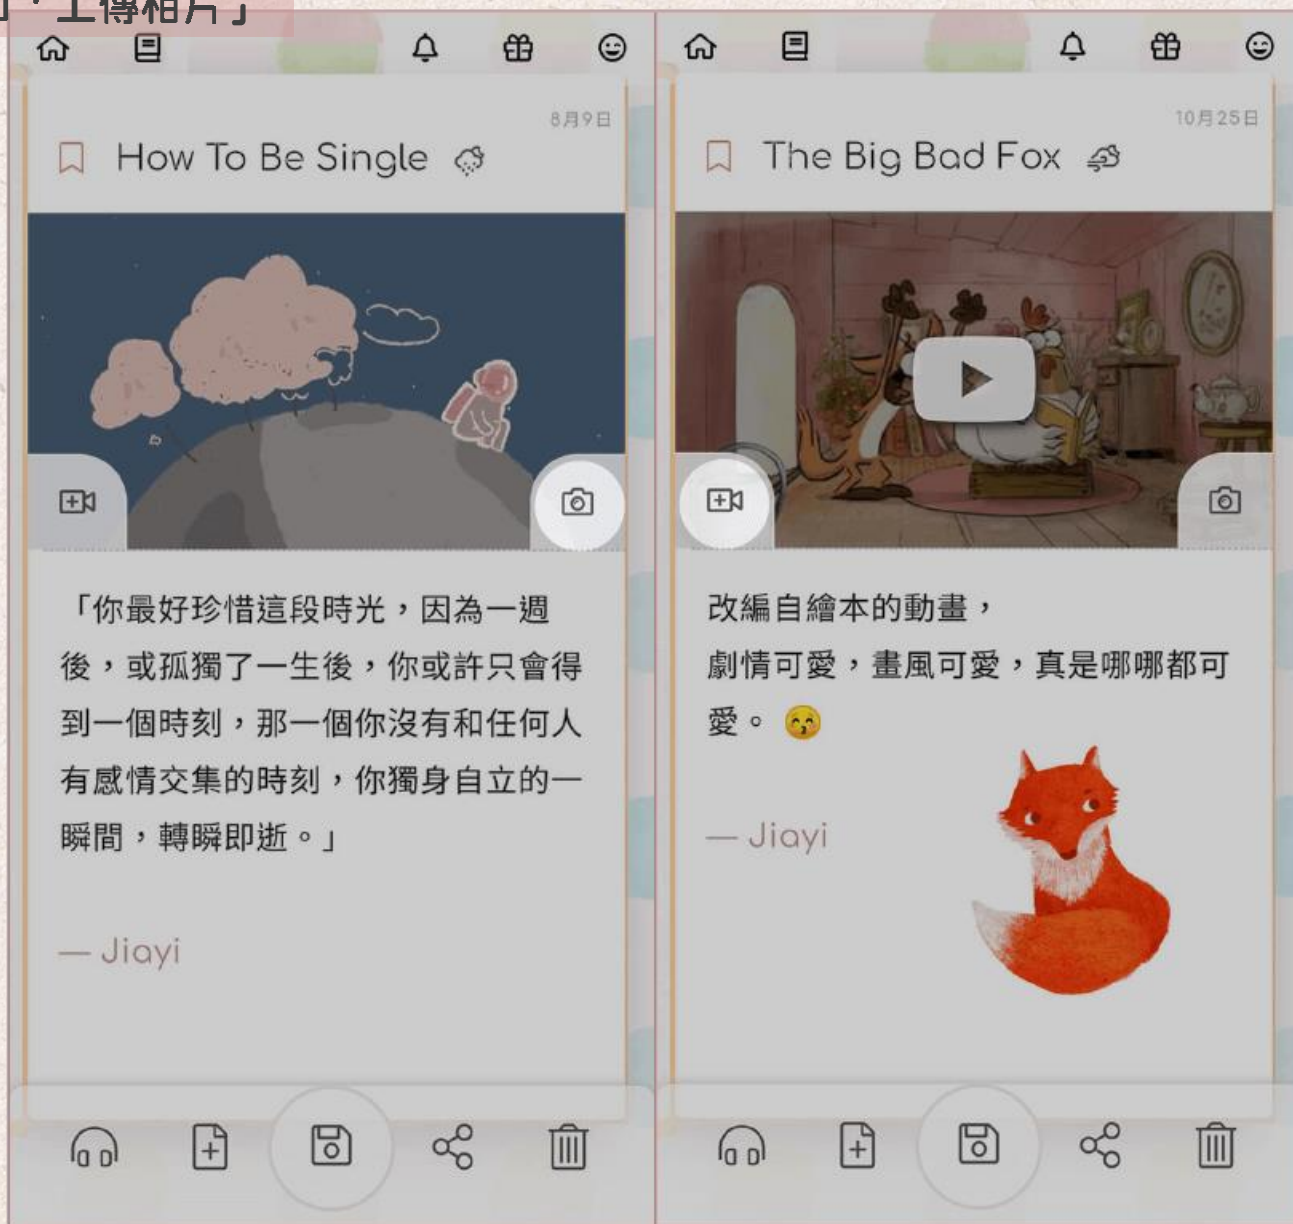 上傳相片」
8月9日
How To Be Single
「你最好珍惜這段時光，因為一週
後，或孤獨了一生後，你或許只會得
到一個時刻，那一個你沒有和任何人
有感情交集的時刻，你獨身自立的一
瞬間，轉瞬即逝。」
— Jiayi
10月25日
The Big Bad Fox
改編自繪本的動畫，
劇情可愛，畫風可愛，真是哪哪都可
愛。 😙
— Jiayi